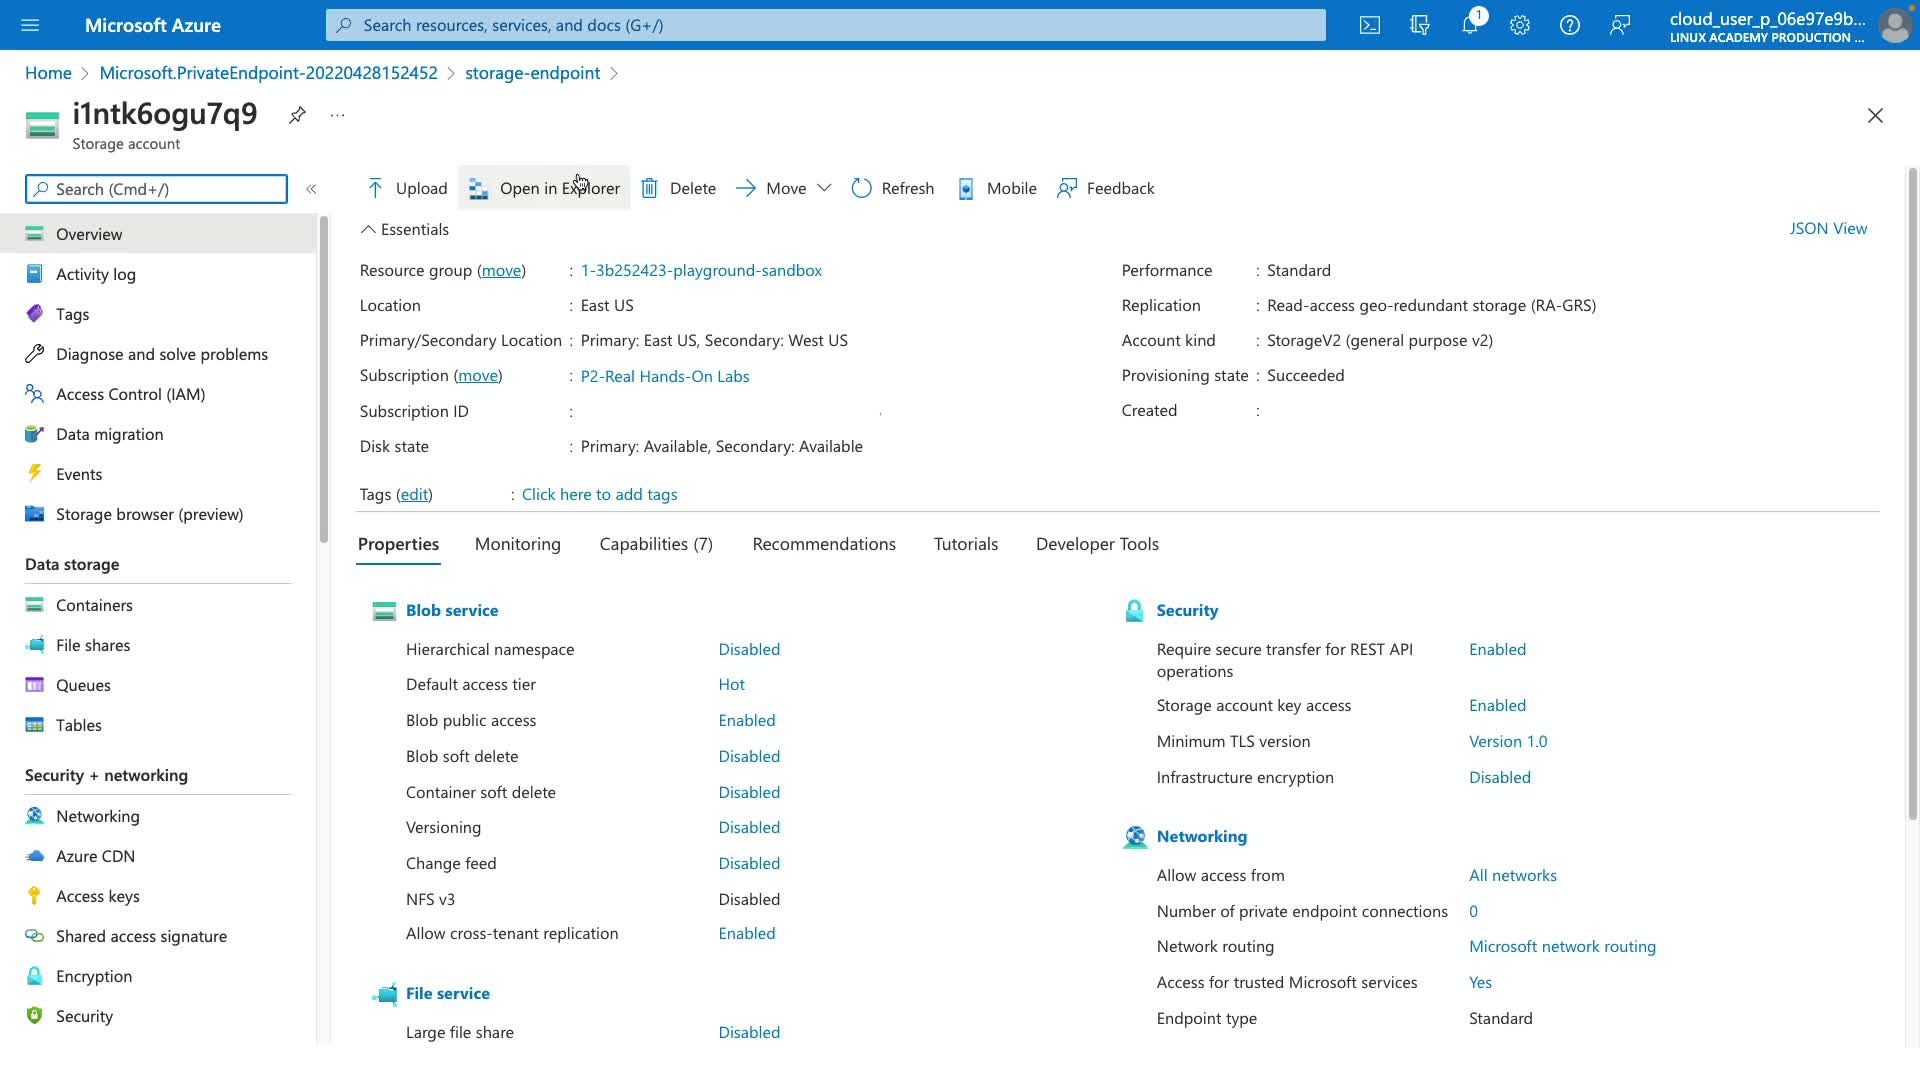 Microsoft Azure
Search resources, services, and docs (G+/)
1
cloud_user_p_06e97e9b...
LINUX ACADEMY PRODUCTION ...
Home > Microsoft.PrivateEndpoint-20220428152452 > storage-endpoint >
i1ntk6ogu7q9
...
Storage account
Search (Cmd+/)
«
Upload
Open in Explorer
Delete
Move
Refresh
Mobile
Feedback
Overview
Activity log
Tags
Diagnose and solve problems
Access Control (IAM)
Data migration
Events
Storage browser (preview)
Data storage
Containers
File shares
Queues
Tables
Security + networking
Networking
Azure CDN
Access keys
Shared access signature
Encryption
Security
Essentials
JSON View
Resource group (move) : 1-3b252423-playground-sandbox
Location : East US
Primary/Secondary Location : Primary: East US, Secondary: West US
Subscription (move) : P2-Real Hands-On Labs
Subscription ID :
Disk state : Primary: Available, Secondary: Available
Performance : Standard
Replication : Read-access geo-redundant storage (RA-GRS)
Account kind : StorageV2 (general purpose v2)
Provisioning state : Succeeded
Created :
Tags (edit) : Click here to add tags
Properties
Monitoring
Capabilities (7)
Recommendations
Tutorials
Developer Tools
Blob service
Hierarchical namespace Disabled
Default access tier Hot
Blob public access Enabled
Blob soft delete Disabled
Container soft delete Disabled
Versioning Disabled
Change feed Disabled
NFS v3 Disabled
Allow cross-tenant replication Enabled
File service
Large file share Disabled
Security
Require secure transfer for REST API Enabled
operations
Storage account key access Enabled
Minimum TLS version Version 1.0
Infrastructure encryption Disabled
Networking
Allow access from All networks
Number of private endpoint connections 0
Network routing Microsoft network routing
Access for trusted Microsoft services Yes
Endpoint type Standard